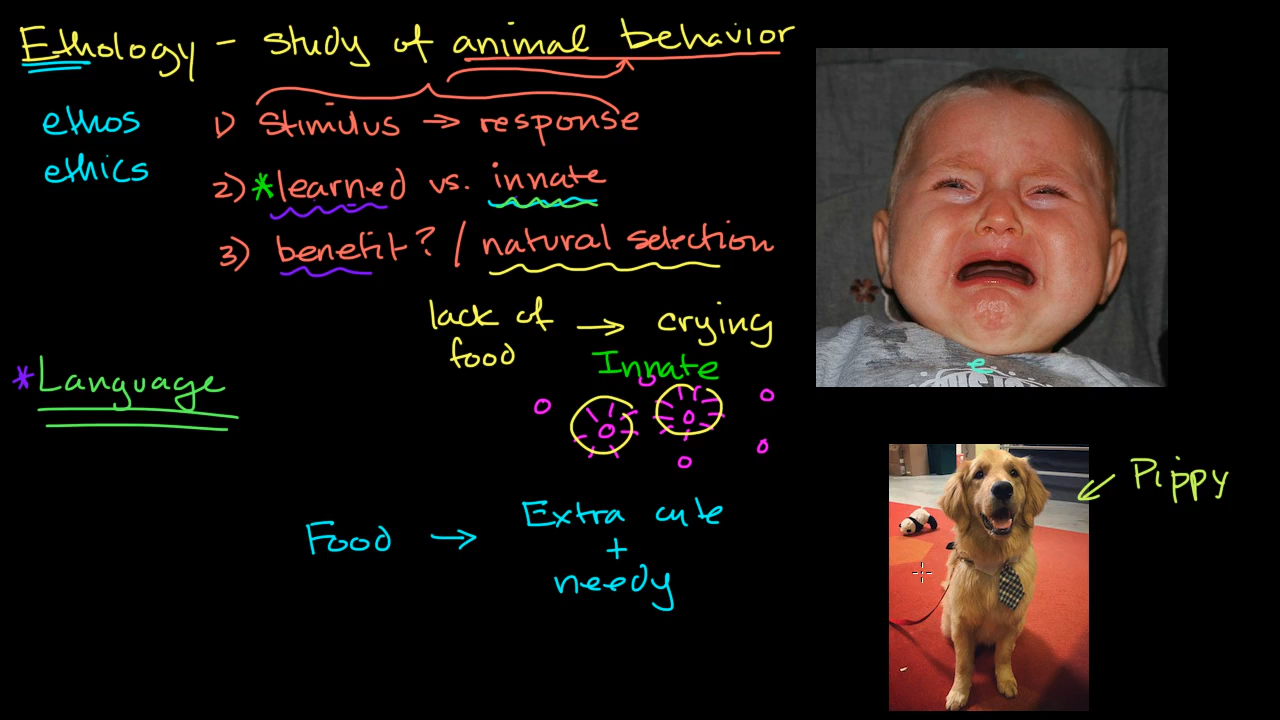 Ethology - study of animal behavior
ethos
ethics
1) stimulus → response
2) *learned vs. innate
3) benefit? / natural selection
lack of food → crying
Innate
*Language
Food → Extra cute + needy
Pippy
e